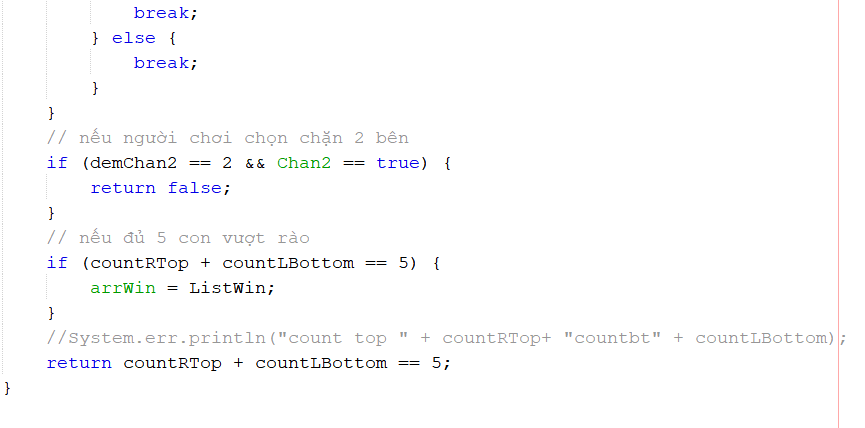 break;
} else {
break;
}
}
// nếu người chơi chọn chặn 2 bên
if (demChan2 == 2 && Chan2 == true) {
return false;
}
// nếu đủ 5 con vượt rào
if (countRTop + countLBottom == 5) {
arrWin = ListWin;
}
//System.err.println("count top " + countRTop+ "countbt" + countLBottom);
return countRTop + countLBottom == 5;
}